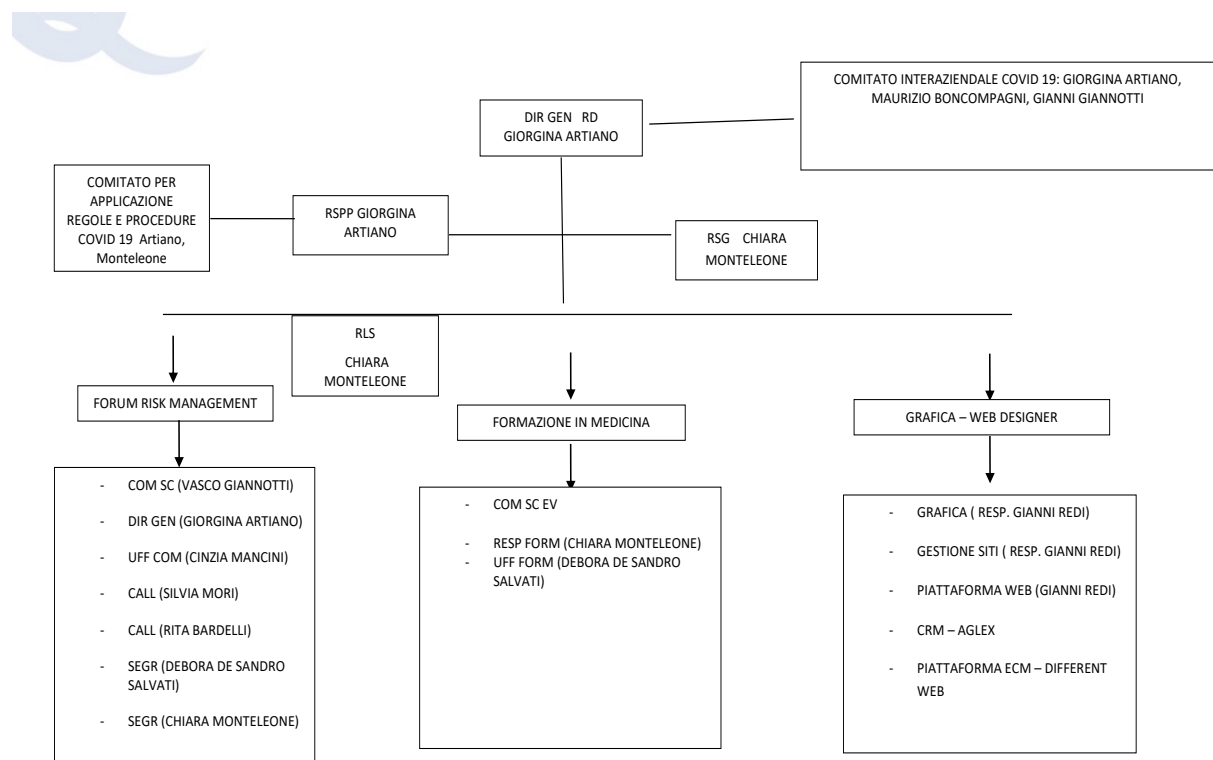 COMITATO INTERAZIENDALE COVID 19: GIORGINA ARTIANO,
MAURIZIO BONCOMPAGNI, GIANNI GIANNOTTI
DIR GEN RD
GIORGINA ARTIANO
COMITATO PER
APPLICAZIONE
REGOLE E PROCEDURE
COVID 19 Artiano,
Monteleone
RSPP GIORGINA
ARTIANO
RSG CHIARA
MONTELEONE
RLS
CHIARA
MONTELEONE
FORUM RISK MANAGEMENT
FORMAZIONE IN MEDICINA
GRAFICA – WEB DESIGNER
- COM SC (VASCO GIANNOTTI)
- DIR GEN (GIORGINA ARTIANO)
- UFF COM (CINZIA MANCINI)
- CALL (SILVIA MORI)
- CALL (RITA BARDELLI)
- SEGR (DEBORA DE SANDRO
SALVATI)
- SEGR (CHIARA MONTELEONE)
- COM SC EV
- RESP FORM (CHIARA MONTELEONE)
- UFF FORM (DEBORA DE SANDRO
SALVATI)
- GRAFICA ( RESP. GIANNI REDI)
- GESTIONE SITI ( RESP. GIANNI REDI)
- PIATTAFORMA WEB (GIANNI REDI)
- CRM – AGLEX
- PIATTAFORMA ECM – DIFFERENT
WEB